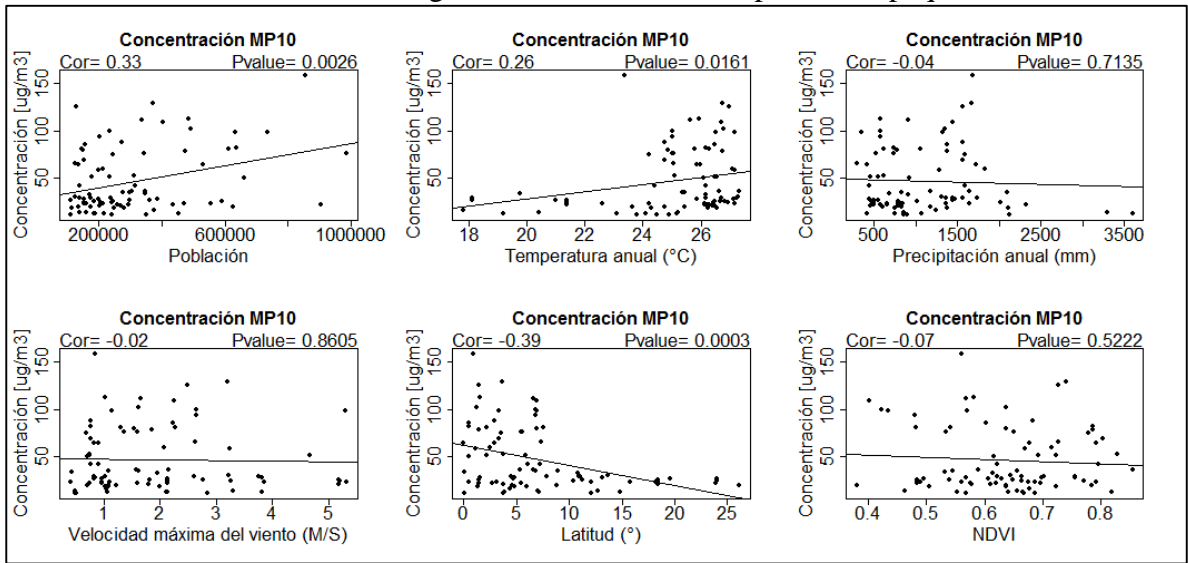 Concentración MP10
Cor= 0.33 Pvalue= 0.0026
Concentración [ug/m3]
50 100 150
200000 600000 1000000
Población
Concentración MP10
Cor= 0.26 Pvalue= 0.0161
Concentración [ug/m3]
50 100 150
18 20 22 24 26
Temperatura anual (°C)
Concentración MP10
Cor= -0.04 Pvalue= 0.7135
Concentración [ug/m3]
50 100 150
500 1500 2500 3500
Precipitación anual (mm)
Concentración MP10
Cor= -0.02 Pvalue= 0.8605
Concentración [ug/m3]
50 100 150
1 2 3 4 5
Velocidad máxima del viento (M/S)
Concentración MP10
Cor= -0.39 Pvalue= 0.0003
Concentración [ug/m3]
50 100 150
0 5 10 15 20 25
Latitud (°)
Concentración MP10
Cor= -0.07 Pvalue= 0.5222
Concentración [ug/m3]
50 100 150
0.4 0.5 0.6 0.7 0.8
NDVI